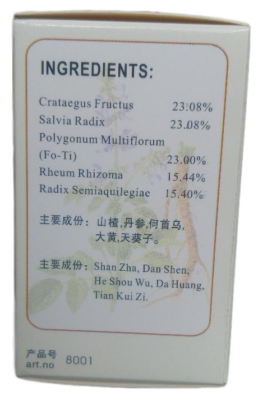 INGREDIENTS:
Crataegus Fructus 23.08%
Salvia Radix 23.08%
Polygonum Multiflorum
(Fo-Ti) 23.00%
Rheum Rhizoma 15.44%
Radix Semiaquilegiae 15.40%
主要成份：山楂,丹参,何首乌,
大黄,天葵子。
主要成份：Shan Zha, Dan Shen,
He Shou Wu, Da Huang,
Tian Kui Zi.
产品号
art.no 8001